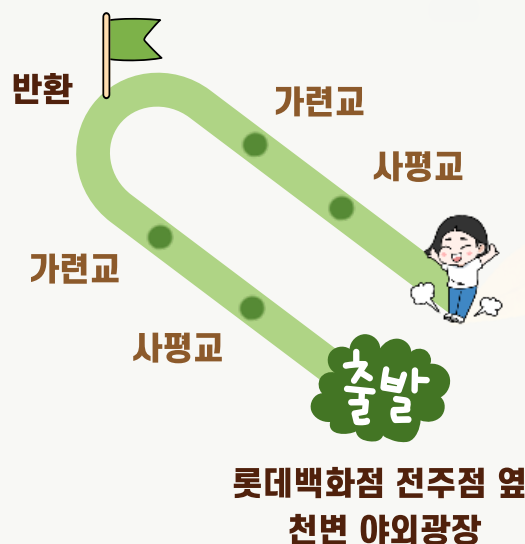 반환
가련교
사평교
가련교
사평교
출발
롯데백화점 전주점 옆
천변 야외광장